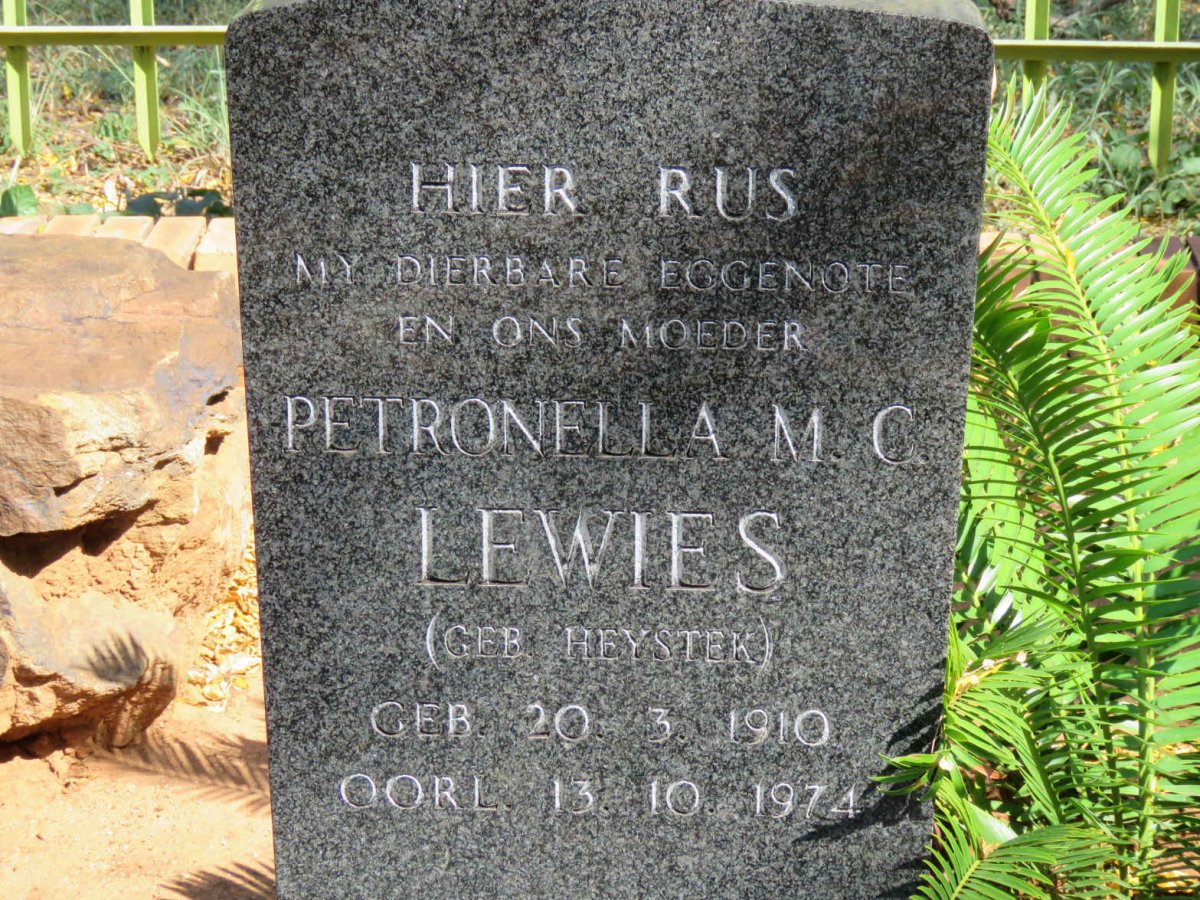 HIER RUS
MY DIERBARE EGGENOTE
EN ONS MOEDER
PETRONELLA M. C.
LEWIES
(GEB. HEYSTEK)
GEB. 20. 3. 1910.
OORL. 13. 10. 1974